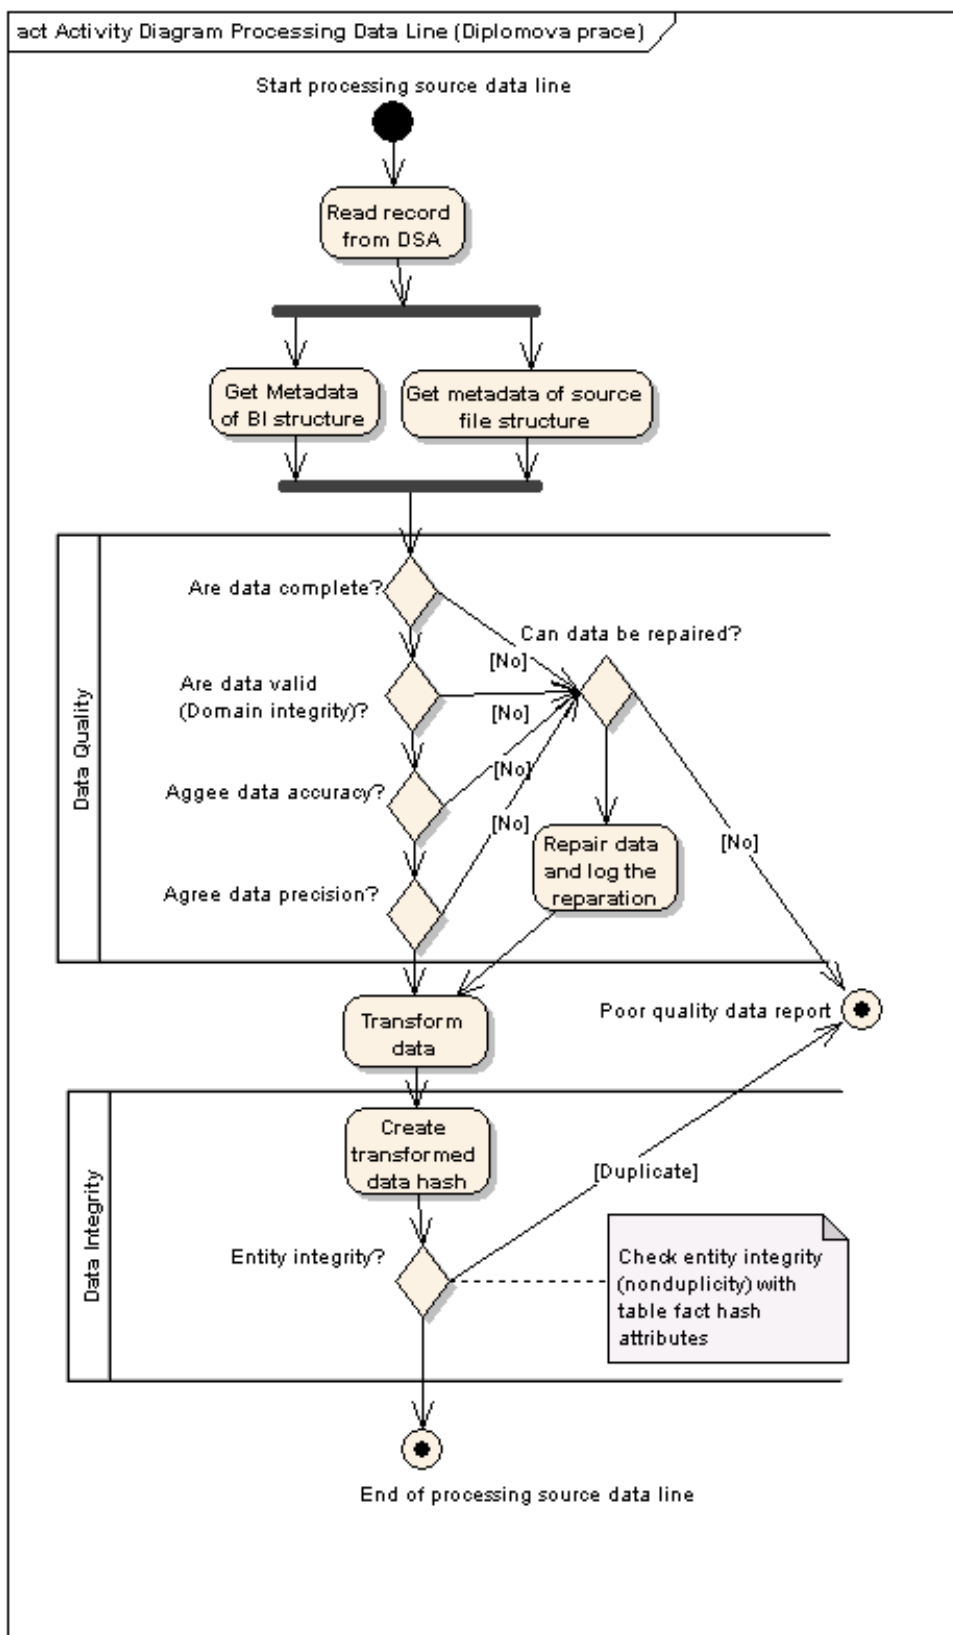 act Activity Diagram Processing Data Line (Diplomova prace)
Start processing source data line
Read record
from DSA
Get Metadata
of BI structure
Get metadata of source
file structure
Data Quality
Are data complete?
Can data be repaired?
[No]
Are data valid
(Domain integrity)?
[No]
[No]
Aggee data accuracy?
[No]
[No]
Repair data
and log the
reparation
Agree data precision?
Poor quality data report
Transform
data
Data Integrity
Create
transformed
data hash
[Duplicate]
Entity integrity?
Check entity integrity
(nonduplicity) with
table fact hash
attributes
End of processing source data line